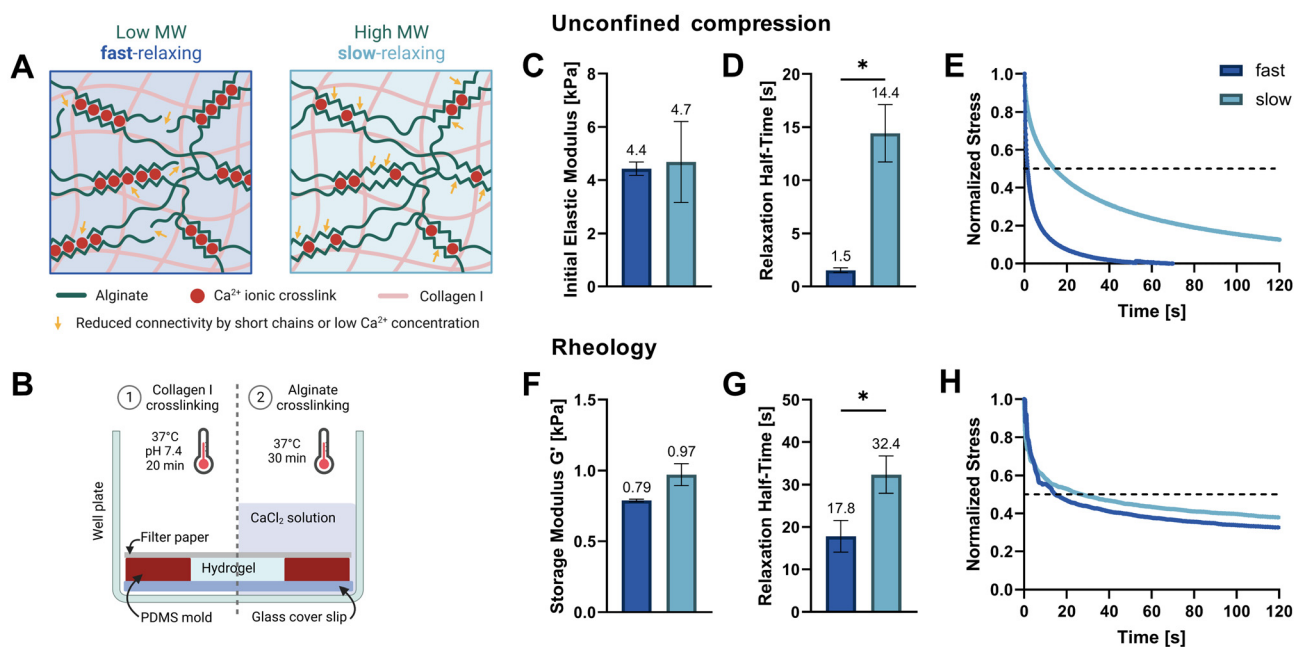 Unconfined compression
A
Low MW
fast-relaxing
High MW
slow-relaxing
Alginate
Ca²⁺ ionic crosslink
Collagen I
Reduced connectivity by short chains or low Ca²⁺ concentration
B
1
Collagen I
crosslinking
37°C
pH 7.4
20 min
2
Alginate
crosslinking
37°C
30 min
Well plate
CaCl₂ solution
Filter paper
Hydrogel
PDMS mold
Glass cover slip
C
Initial Elastic Modulus [kPa]
8
6
4
2
0
4.4
4.7
D
Relaxation Half-Time [s]
20
15
10
5
0
*
1.5
14.4
E
Normalized Stress
1.0
0.8
0.6
0.4
0.2
0.0
0
20
40
60
80
100
120
Time [s]
fast
slow
Rheology
F
Storage Modulus G' [kPa]
1.5
1.0
0.5
0.0
0.79
0.97
G
Relaxation Half-Time [s]
50
40
30
20
10
0
*
17.8
32.4
H
Normalized Stress
1.0
0.8
0.6
0.4
0.2
0.0
0
20
40
60
80
100
120
Time [s]